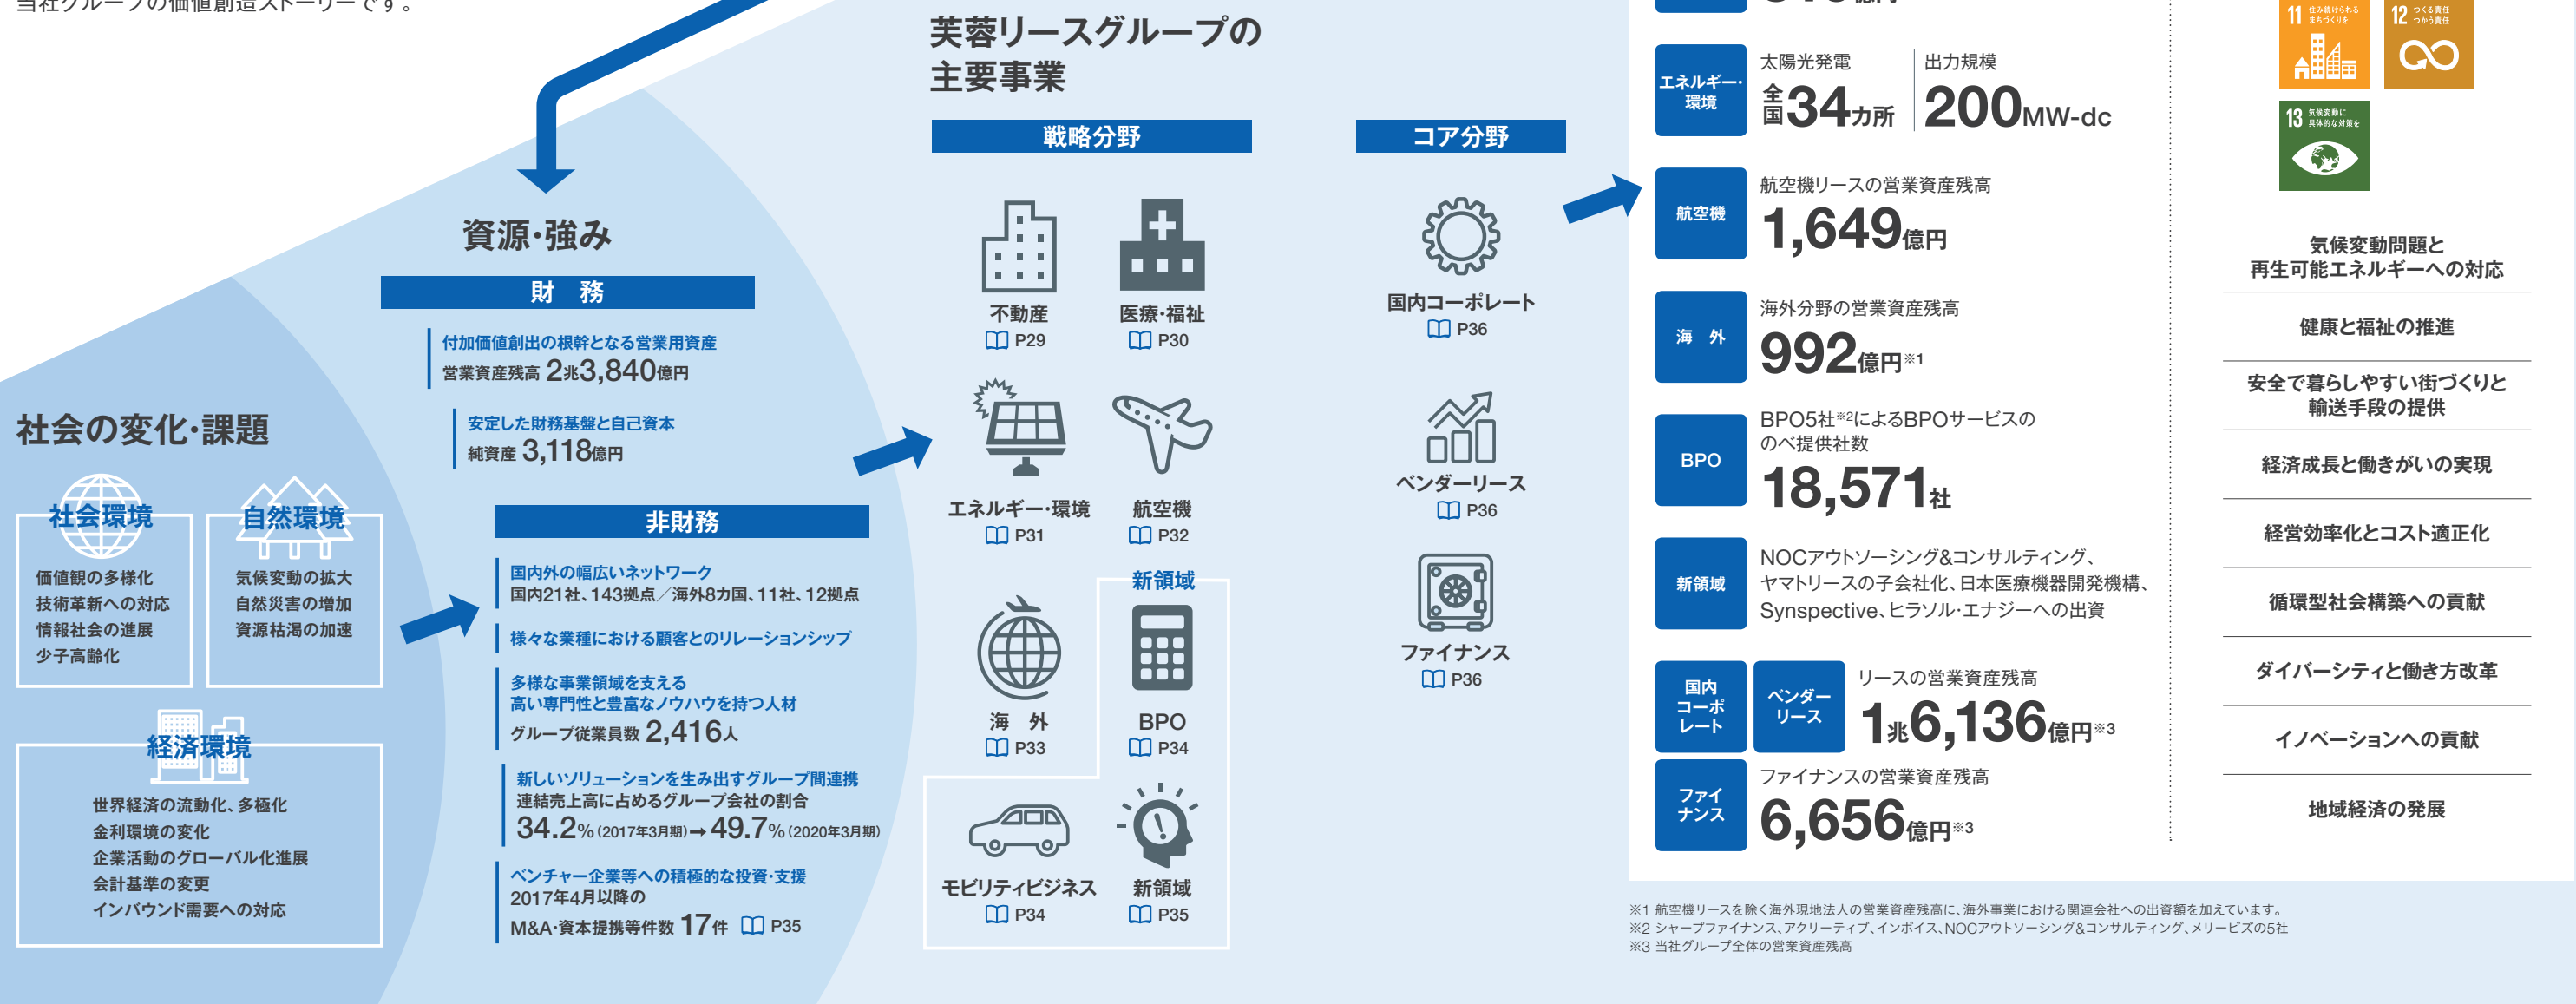 当社グループの価値創造ストーリーです。
社会の変化・課題
社会環境
価値観の多様化
技術革新への対応
情報社会の進展
少子高齢化
自然環境
気候変動の拡大
自然災害の増加
資源枯渇の加速
経済環境
世界経済の流動化、多極化
金利環境の変化
企業活動のグローバル化進展
会計基準の変更
インバウンド需要への対応
資源・強み
財　務
付加価値創出の根幹となる営業用資産
営業資産残高 2兆3,840億円
安定した財務基盤と自己資本
純資産 3,118億円
非財務
国内外の幅広いネットワーク
国内21社、143拠点／海外8カ国、11社、12拠点
様々な業種における顧客とのリレーションシップ
多様な事業領域を支える
高い専門性と豊富なノウハウを持つ人材
グループ従業員数 2,416人
新しいソリューションを生み出すグループ間連携
連結売上高に占めるグループ会社の割合
34.2%（2017年3月期）➡49.7%（2020年3月期）
ベンチャー企業等への積極的な投資・支援
2017年4月以降の
M&A・資本提携等件数 17件 P35
芙蓉リースグループの
主要事業
戦略分野
不動産
P29
医療・福祉
P30
エネルギー・環境
P31
航空機
P32
海　外
P33
新領域
BPO
P34
モビリティビジネス
P34
新領域
P35
コア分野
国内コーポレート
P36
ベンダーリース
P36
ファイナンス
P36
エネルギー・
環境
太陽光発電
全国34カ所
出力規模
200MW-dc
航空機
航空機リースの営業資産残高
1,649億円
海　外
海外分野の営業資産残高
992億円※1
BPO
BPO5社※2によるBPOサービスの
のべ提供社数
18,571社
新領域
NOCアウトソーシング&コンサルティング、
ヤマトリースの子会社化、日本医療機器開発機構、
Synspective、ヒラソル・エナジーへの出資
国内
コーポ
レート
ベンダー
リース
リースの営業資産残高
1兆6,136億円※3
ファイ
ナンス
ファイナンスの営業資産残高
6,656億円※3
11 住み続けられる
まちづくりを
12 つくる責任
つかう責任
13 気候変動に
具体的な対策を
気候変動問題と
再生可能エネルギーへの対応
健康と福祉の推進
安全で暮らしやすい街づくりと
輸送手段の提供
経済成長と働きがいの実現
経営効率化とコスト適正化
循環型社会構築への貢献
ダイバーシティと働き方改革
イノベーションへの貢献
地域経済の発展
※1 航空機リースを除く海外現地法人の営業資産残高に、海外事業における関連会社への出資額を加えています。
※2 シャープファイナンス、アクリーティブ、インボイス、NOCアウトソーシング&コンサルティング、メリービズの5社
※3 当社グループ全体の営業資産残高